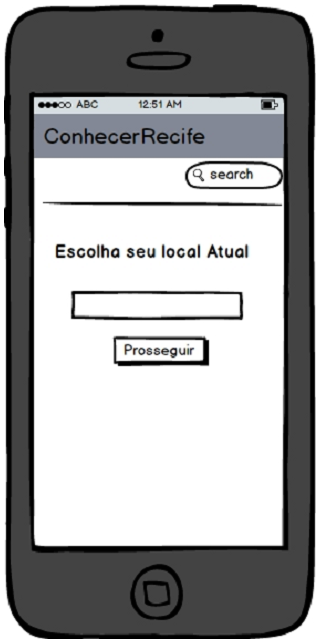 ABC 12:51 AM
ConhecerRecife
search
Escolha seu local Atual
Prosseguir